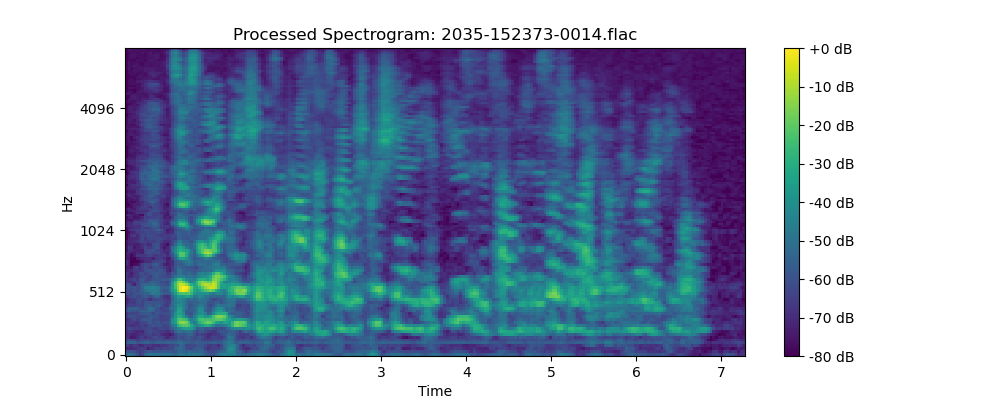 Processed Spectrogram: 2035-152373-0014.flac
Hz
4096
2048
1024
512
0
0 1 2 3 4 5 6 7
Time
+0 dB
-10 dB
-20 dB
-30 dB
-40 dB
-50 dB
-60 dB
-70 dB
-80 dB